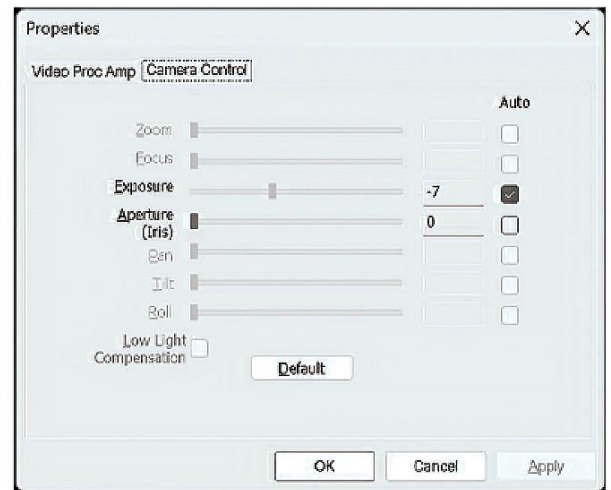 Properties
Video Proc Amp Camera Control
Auto
Zoom
Focus
Exposure -7
Aperture 0
(Iris)
Pan
Tilt
Roll
Low Light
Compensation
Default
OK Cancel Apply